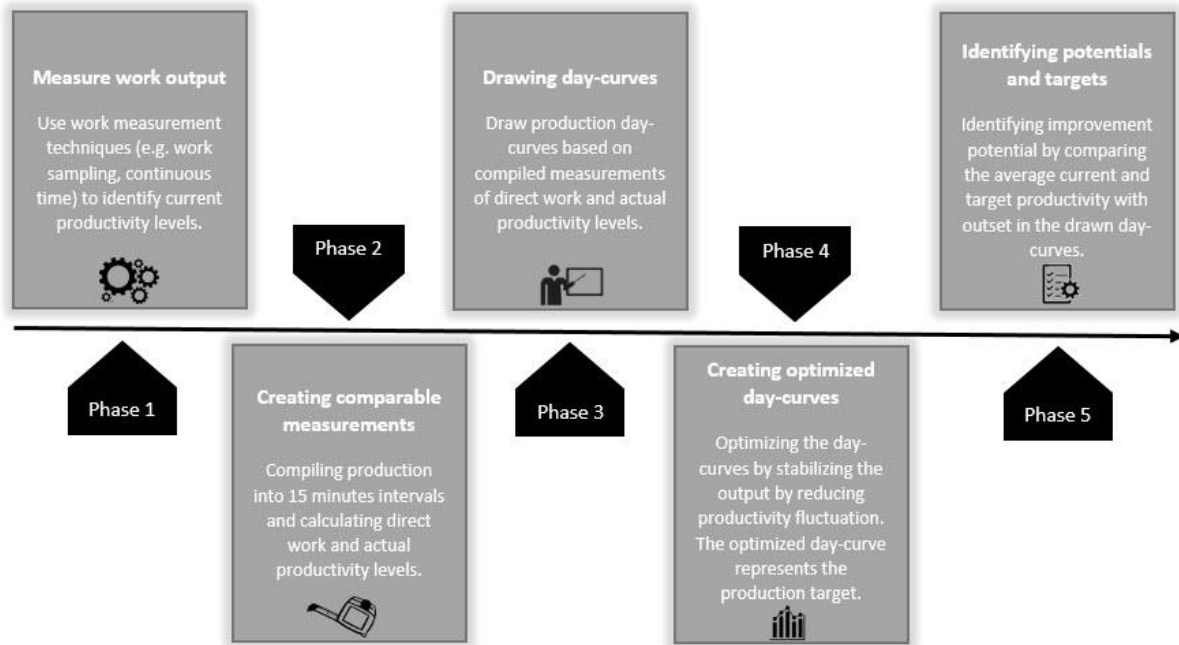 Measure work output
Use work measurement
techniques (e.g. work
sampling, continuous
time) to identify current
productivity levels.
Phase 1
Phase 2
Creating comparable
measurements
Compiling production
into 15 minutes intervals
and calculating direct
work and actual
productivity levels.
Drawing day-curves
Draw production day-
curves based on
compiled measurements
of direct work and actual
productivity levels.
Phase 3
Phase 4
Creating optimized
day-curves
Optimizing the day-
curves by stabilizing the
output by reducing
productivity fluctuation.
The optimized day-curve
represents the
production target.
Identifying potentials
and targets
Identifying improvement
potential by comparing
the average current and
target productivity with
outset in the drawn day-
curves.
Phase 5